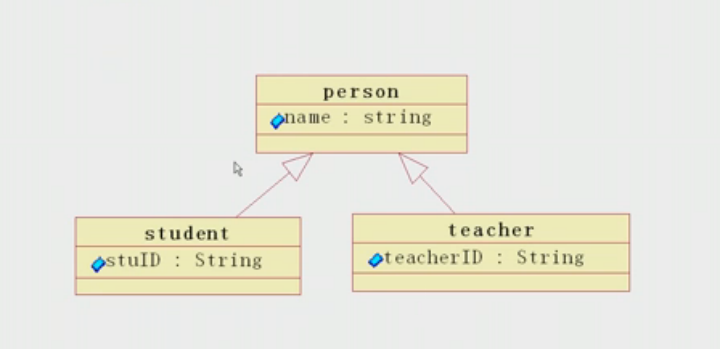 person
name : string
student
teacher
stuID : String
teacherID : String